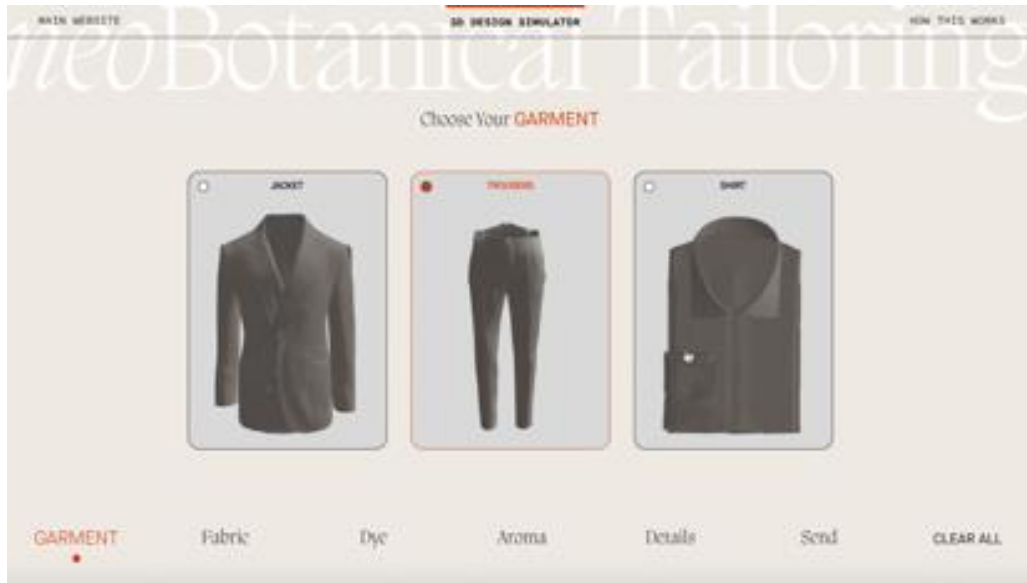 MAIN WEBSITE
3D DESIGN SIMULATOR
HOW THIS WORKS
neoBotanical Tailoring
Choose Your GARMENT
JACKET
TROUSERS
SHIRT
GARMENT
Fabric
Dye
Aroma
Details
Send
CLEAR ALL